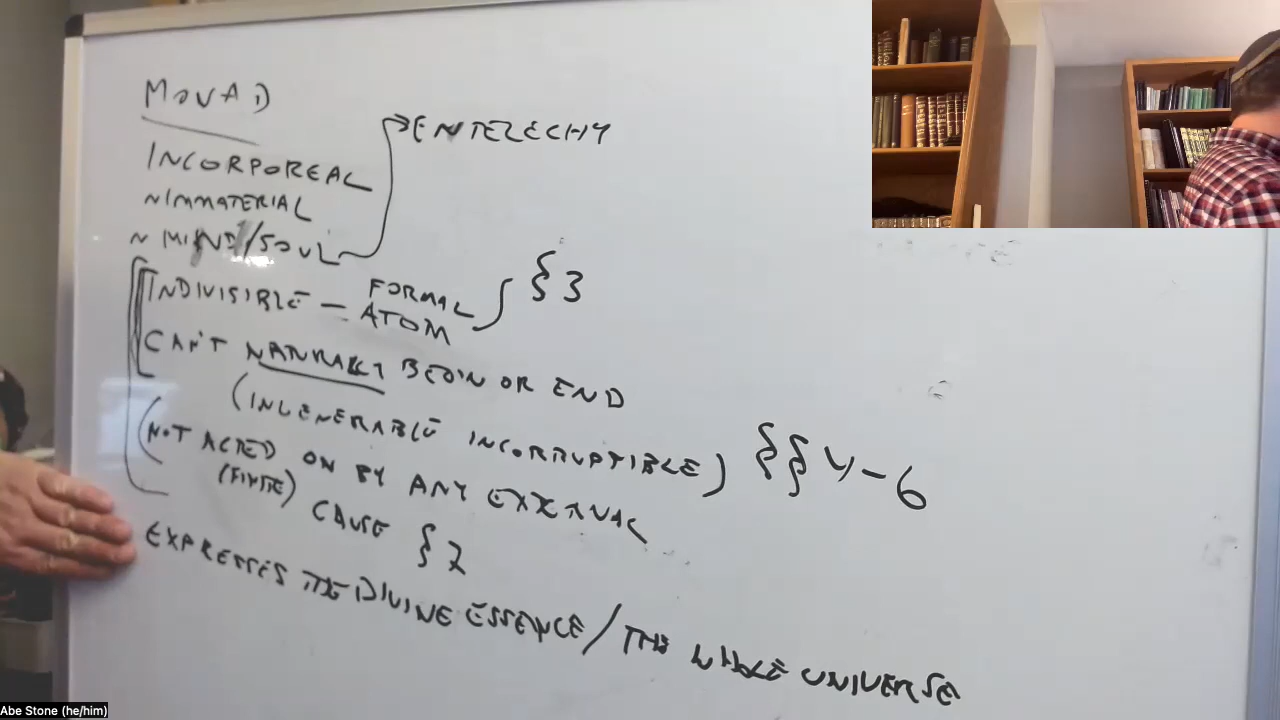 MONAD
ENTELECHY
INCORPOREAL
~ IMMATERIAL
~ MIND/SOUL
INDIVISIBLE — FORMAL ATOM § 3
CAN'T NATURALLY BEGIN OR END
(INGENERABLE INCORRUPTIBLE) §§ 4-6
NOT ACTED ON BY ANY EXTERNAL
(FINITE) CAUSE § 7
EXPRESSES THE DIVINE ESSENCE/THE WHOLE UNIVERSE
Abe Stone (he/him)